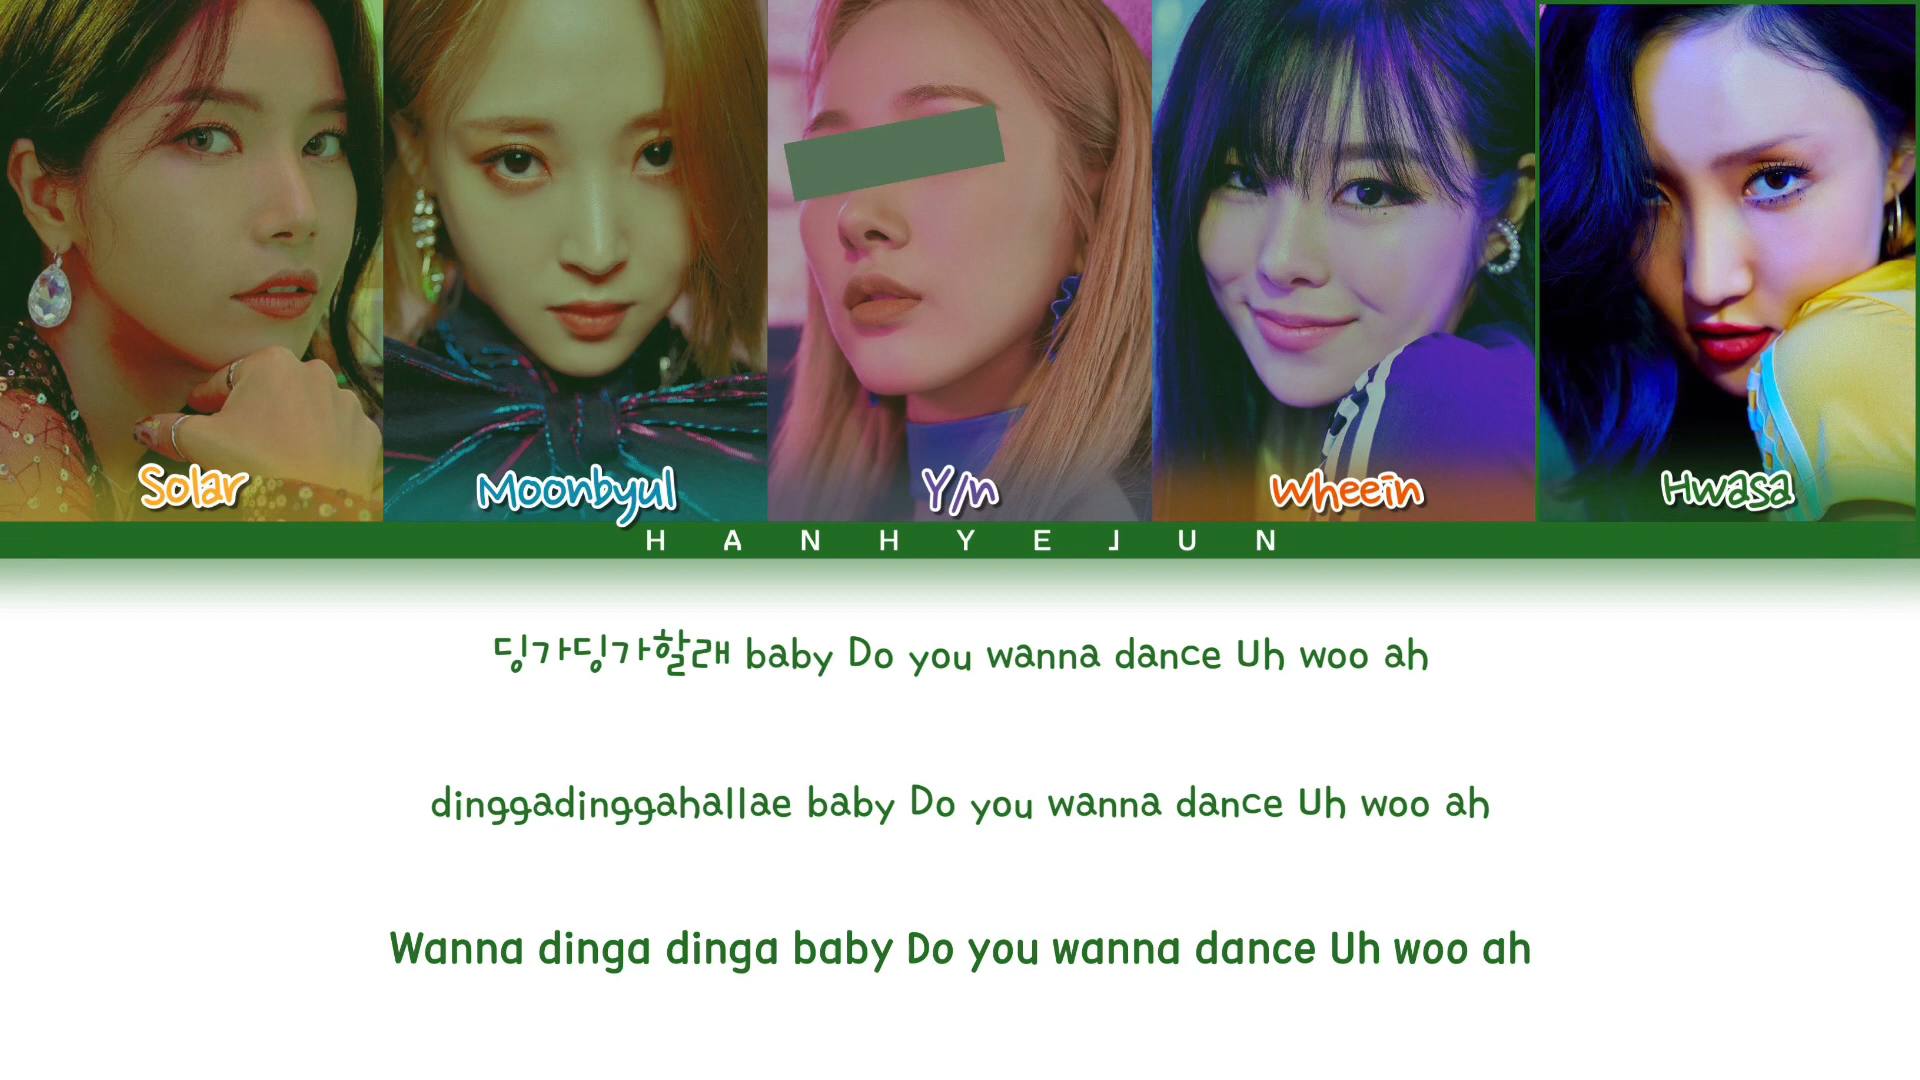 Solar
Moonbyul
Y/n
Wheein
Hwasa
HANHYEJUN
딩가딩가할래 baby Do you wanna dance Uh woo ah
dinggadinggahallae baby Do you wanna dance Uh woo ah
Wanna dinga dinga baby Do you wanna dance Uh woo ah